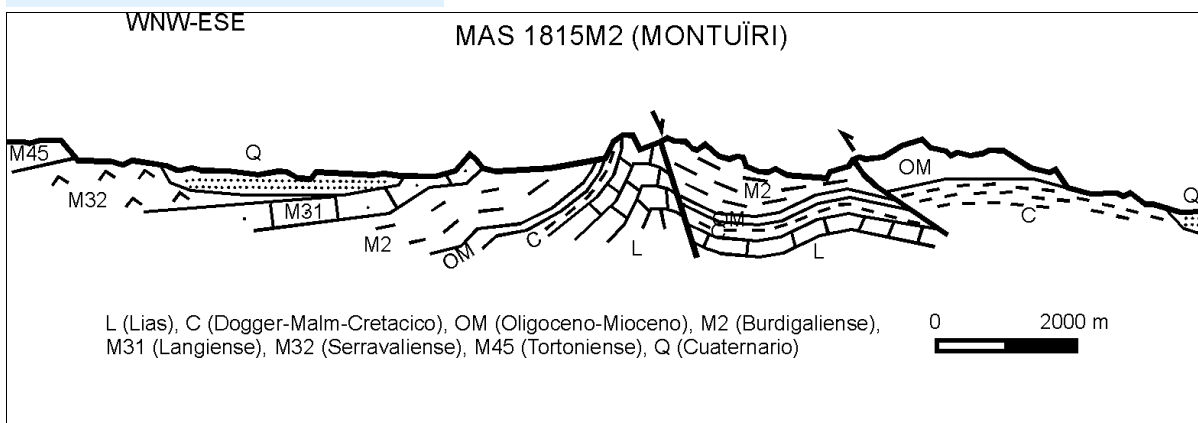 WNW-ESE
MAS 1815M2 (MONTUÏRI)
M45
Q
M32
M31
M2
OM
C
L
M2
OM
C
L
OM
C
Q
L (Lias), C (Dogger-Malm-Cretacico), OM (Oligoceno-Mioceno), M2 (Burdigaliense),
M31 (Langiense), M32 (Serravaliense), M45 (Tortoniense), Q (Cuaternario)
0 2000 m